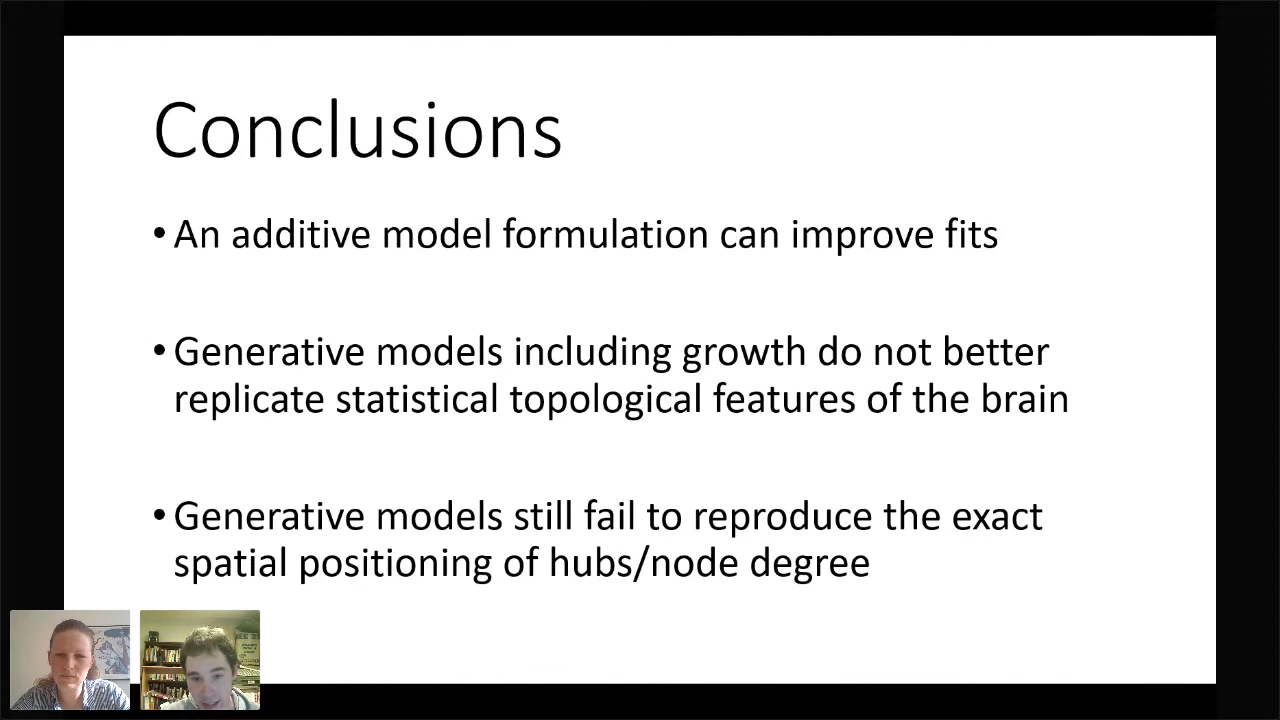 Conclusions
• An additive model formulation can improve fits
• Generative models including growth do not better
replicate statistical topological features of the brain
• Generative models still fail to reproduce the exact
spatial positioning of hubs/node degree